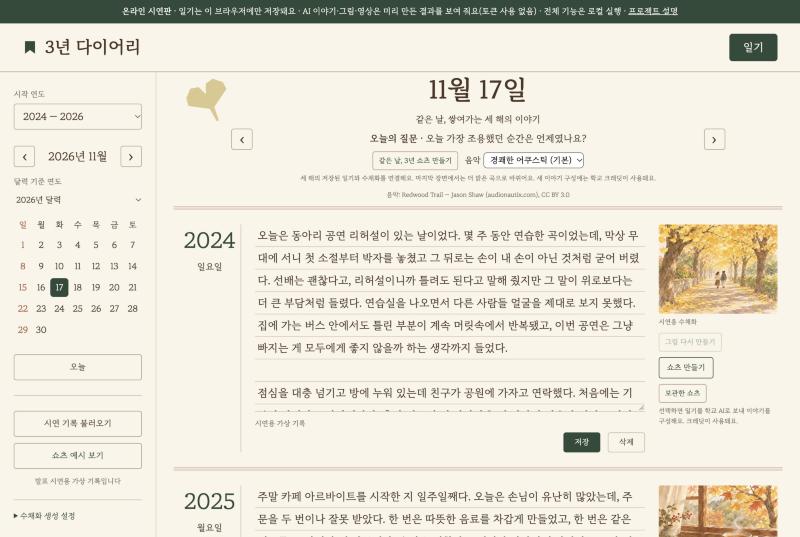 온라인 시연판 · 일기는 이 브라우저에만 저장돼요 · AI 이야기·그림·영상은 미리 만든 결과를 보여 줘요(토큰 사용 없음) · 전체 기능은 로컬 실행 · 프로젝트 설명
3년 다이어리
일기
시작 연도
2024 — 2026
‹ 2026년 11월 ›
달력 기준 연도
2026년 달력
일 월 화 수 목 금 토
1 2 3 4 5 6 7
8 9 10 11 12 13 14
15 16 17 18 19 20 21
22 23 24 25 26 27 28
29 30
오늘
시연 기록 불러오기
쇼츠 예시 보기
발표 시연용 가상 기록입니다
▶ 수채화 생성 설정
11월 17일
같은 날, 쌓여가는 세 해의 이야기
‹ ›
오늘의 질문 · 오늘 가장 조용했던 순간은 언제였나요?
같은 날, 3년 쇼츠 만들기 음악 경쾌한 어쿠스틱 (기본)
세 해의 저장된 일기와 수채화를 연결해요. 마지막 장면에서는 더 밝은 곡으로 바뀌어요. 세 이야기 구성에는 학교 크레딧이 사용돼요.
음악: Redwood Trail — Jason Shaw (audionautix.com), CC BY 3.0
2024
일요일
오늘은 동아리 공연 리허설이 있는 날이었다. 몇 주 동안 연습한 곡이었는데, 막상 무
대에 서니 첫 소절부터 박자를 놓쳤고 그 뒤로는 손이 내 손이 아닌 것처럼 굳어 버렸
다. 선배는 괜찮다고, 리허설이니까 틀려도 된다고 말해 줬지만 그 말이 위로보다는
더 큰 부담처럼 들렸다. 연습실을 나오면서 다른 사람들 얼굴을 제대로 보지 못했다.
집에 가는 버스 안에서도 틀린 부분이 계속 머릿속에서 반복됐고, 이번 공연은 그냥
빠지는 게 모두에게 좋지 않을까 하는 생각까지 들었다.
점심을 대충 넘기고 방에 누워 있는데 친구가 공원에 가자고 연락했다. 처음에는 기
시연용 가상 기록
저장 삭제
시연용 수채화
그림 다시 만들기
쇼츠 만들기
보관한 쇼츠
선택하면 일기를 학교 AI로 보내 이야기를
구성해요. 크레딧이 사용돼요.
2025
월요일
주말 카페 아르바이트를 시작한 지 일주일째다. 오늘은 손님이 유난히 많았는데, 주
문을 두 번이나 잘못 받았다. 한 번은 따뜻한 음료를 차갑게 만들었고, 한 번은 같은